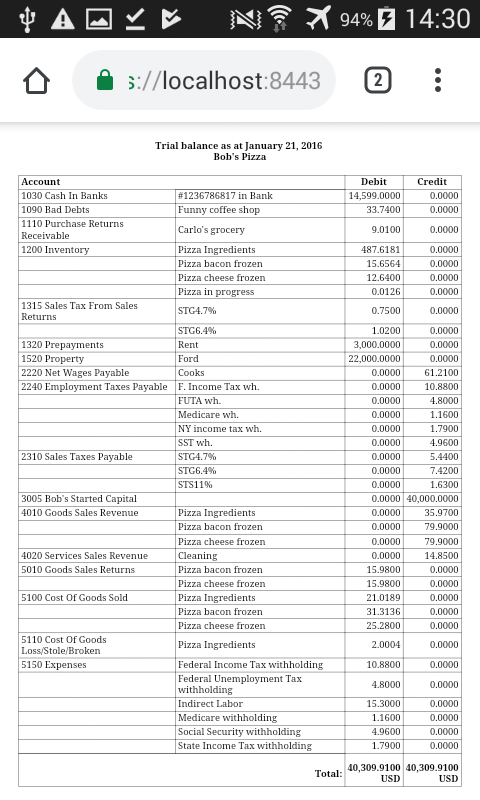 94% 14:30
s://localhost:8443 2
Trial balance as at January 21, 2016
Bob's Pizza
Account Debit Credit
1030 Cash In Banks #1236786817 in Bank 14,599.0000 0.0000
1090 Bad Debts Funny coffee shop 33.7400 0.0000
1110 Purchase Returns
Receivable Carlo's grocery 9.0100 0.0000
1200 Inventory Pizza Ingredients 487.6181 0.0000
Pizza bacon frozen 15.6564 0.0000
Pizza cheese frozen 12.6400 0.0000
Pizza in progress 0.0126 0.0000
1315 Sales Tax From Sales
Returns STG4.7% 0.7500 0.0000
STG6.4% 1.0200 0.0000
1320 Prepayments Rent 3,000.0000 0.0000
1520 Property Ford 22,000.0000 0.0000
2220 Net Wages Payable Cooks 0.0000 61.2100
2240 Employment Taxes Payable F. Income Tax wh. 0.0000 10.8800
FUTA wh. 0.0000 4.8000
Medicare wh. 0.0000 1.1600
NY income tax wh. 0.0000 1.7900
SST wh. 0.0000 4.9600
2310 Sales Taxes Payable STG4.7% 0.0000 5.4400
STG6.4% 0.0000 7.4200
STS11% 0.0000 1.6300
3005 Bob's Started Capital 0.0000 40,000.0000
4010 Goods Sales Revenue Pizza Ingredients 0.0000 35.9700
Pizza bacon frozen 0.0000 79.9000
Pizza cheese frozen 0.0000 79.9000
4020 Services Sales Revenue Cleaning 0.0000 14.8500
5010 Goods Sales Returns Pizza bacon frozen 15.9800 0.0000
Pizza cheese frozen 15.9800 0.0000
5100 Cost Of Goods Sold Pizza Ingredients 21.0189 0.0000
Pizza bacon frozen 31.3136 0.0000
Pizza cheese frozen 25.2800 0.0000
5110 Cost Of Goods
Loss/Stole/Broken Pizza Ingredients 2.0004 0.0000
5150 Expenses Federal Income Tax withholding 10.8800 0.0000
Federal Unemployment Tax
withholding 4.8000 0.0000
Indirect Labor 15.3000 0.0000
Medicare withholding 1.1600 0.0000
Social Security withholding 4.9600 0.0000
State Income Tax withholding 1.7900 0.0000
Total: 40,309.9100 40,309.9100
USD USD